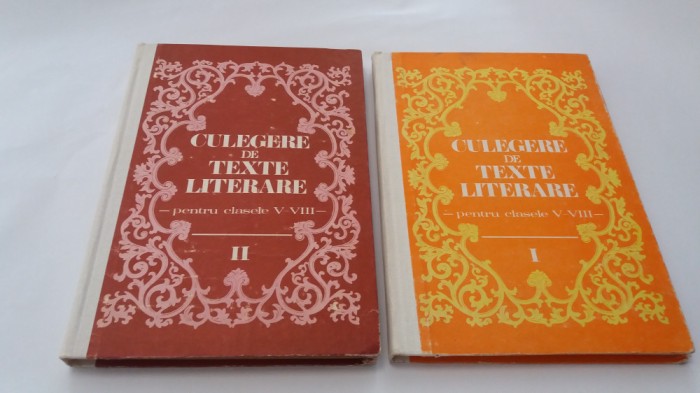 CULEGERE
DE
TEXTE
LITERARE
—pentru clasele V-VIII—
II
CULEGERE
DE
TEXTE
LITERARE
—pentru clasele V-VIII—
I